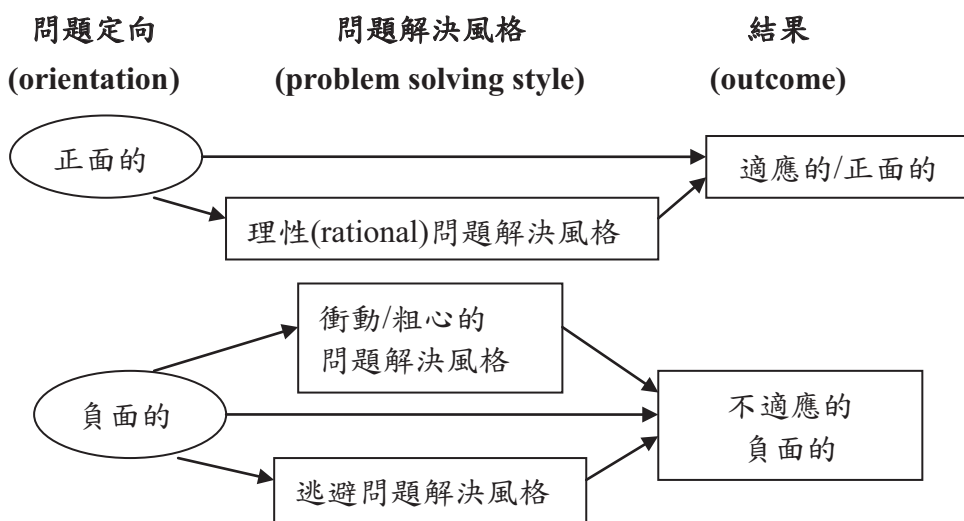 問題定向 問題解決風格 結果
(orientation) (problem solving style) (outcome)
正面的
適應的/正面的
理性(rational)問題解決風格
衝動/粗心的
問題解決風格
負面的
不適應的
負面的
逃避問題解決風格